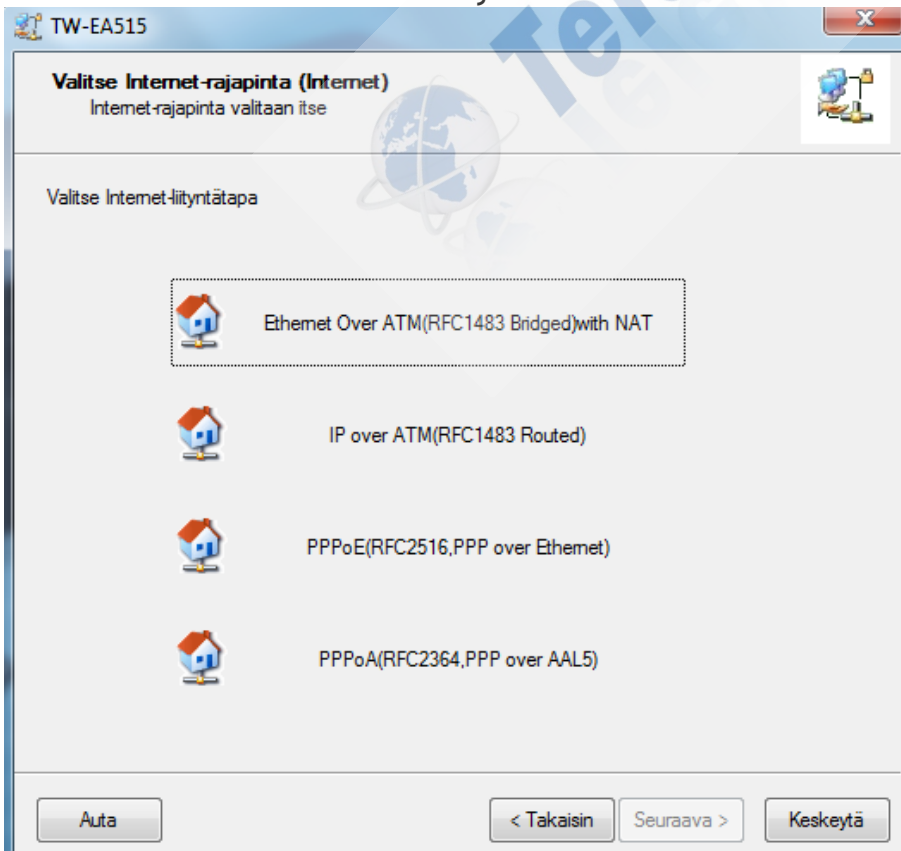 TW-EA515
Valitse Internet-rajapinta (Internet)
Internet-rajapinta valitaan itse
Valitse Internet-liityntätapa
Ethernet Over ATM(RFC1483 Bridged)with NAT
IP over ATM(RFC1483 Routed)
PPPoE(RFC2516,PPP over Ethernet)
PPPoA(RFC2364,PPP over AAL5)
Auta
< Takaisin
Seuraava >
Keskeytä